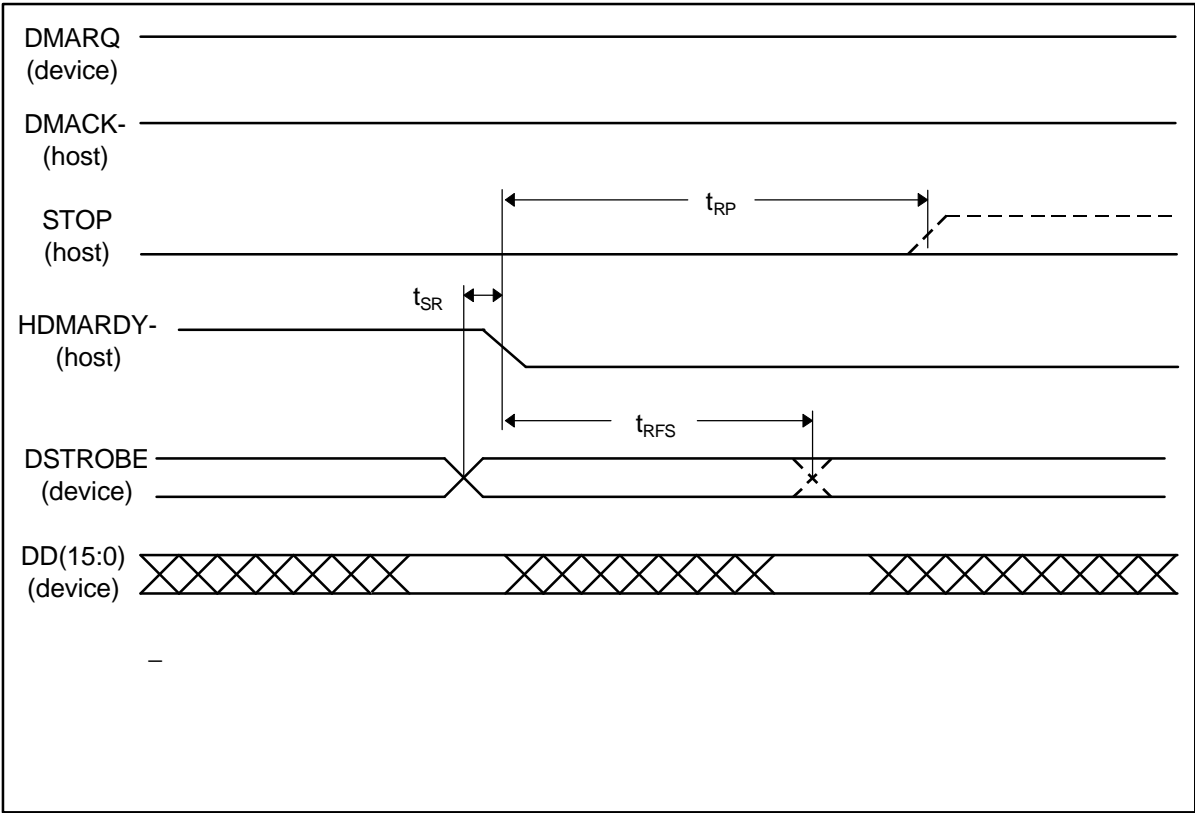 DMARQ
(device)
DMACK-
(host)
tRP
STOP
(host)
tSR
HDMARDY-
(host)
tRFS
DSTROBE
(device)
DD(15:0)
(device)
–